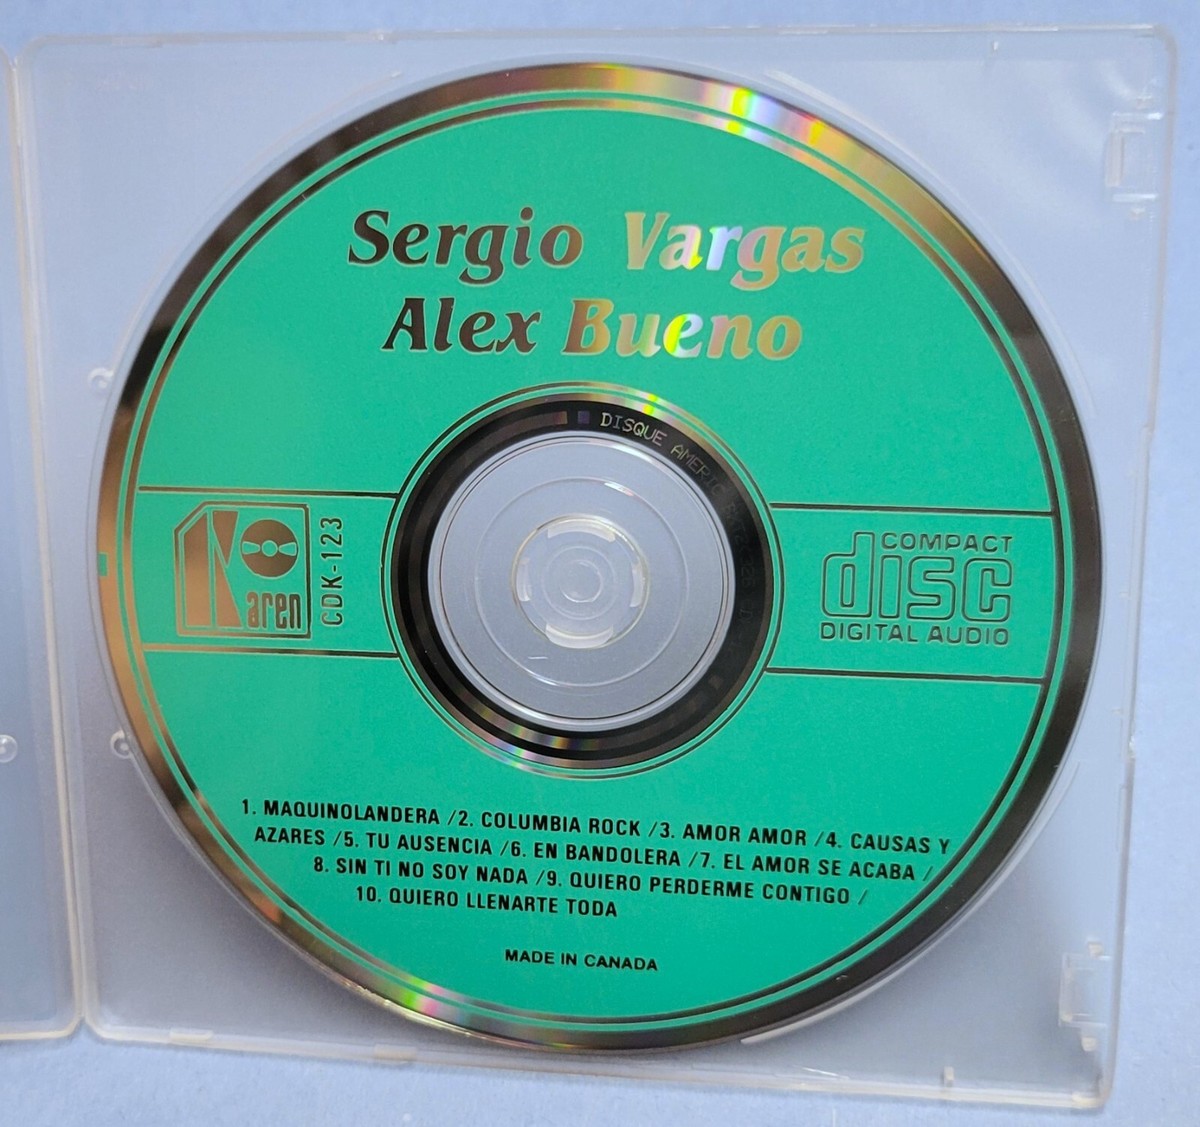 Sergio Vargas
Alex Bueno
DISQUE AMERIC
Karen
CDK-123
COMPACT
disc
DIGITAL AUDIO
1. MAQUINOLANDERA /2. COLUMBIA ROCK /3. AMOR AMOR /4. CAUSAS Y
AZARES /5. TU AUSENCIA /6. EN BANDOLERA /7. EL AMOR SE ACABA /
8. SIN TI NO SOY NADA /9. QUIERO PERDERME CONTIGO /
10. QUIERO LLENARTE TODA
MADE IN CANADA